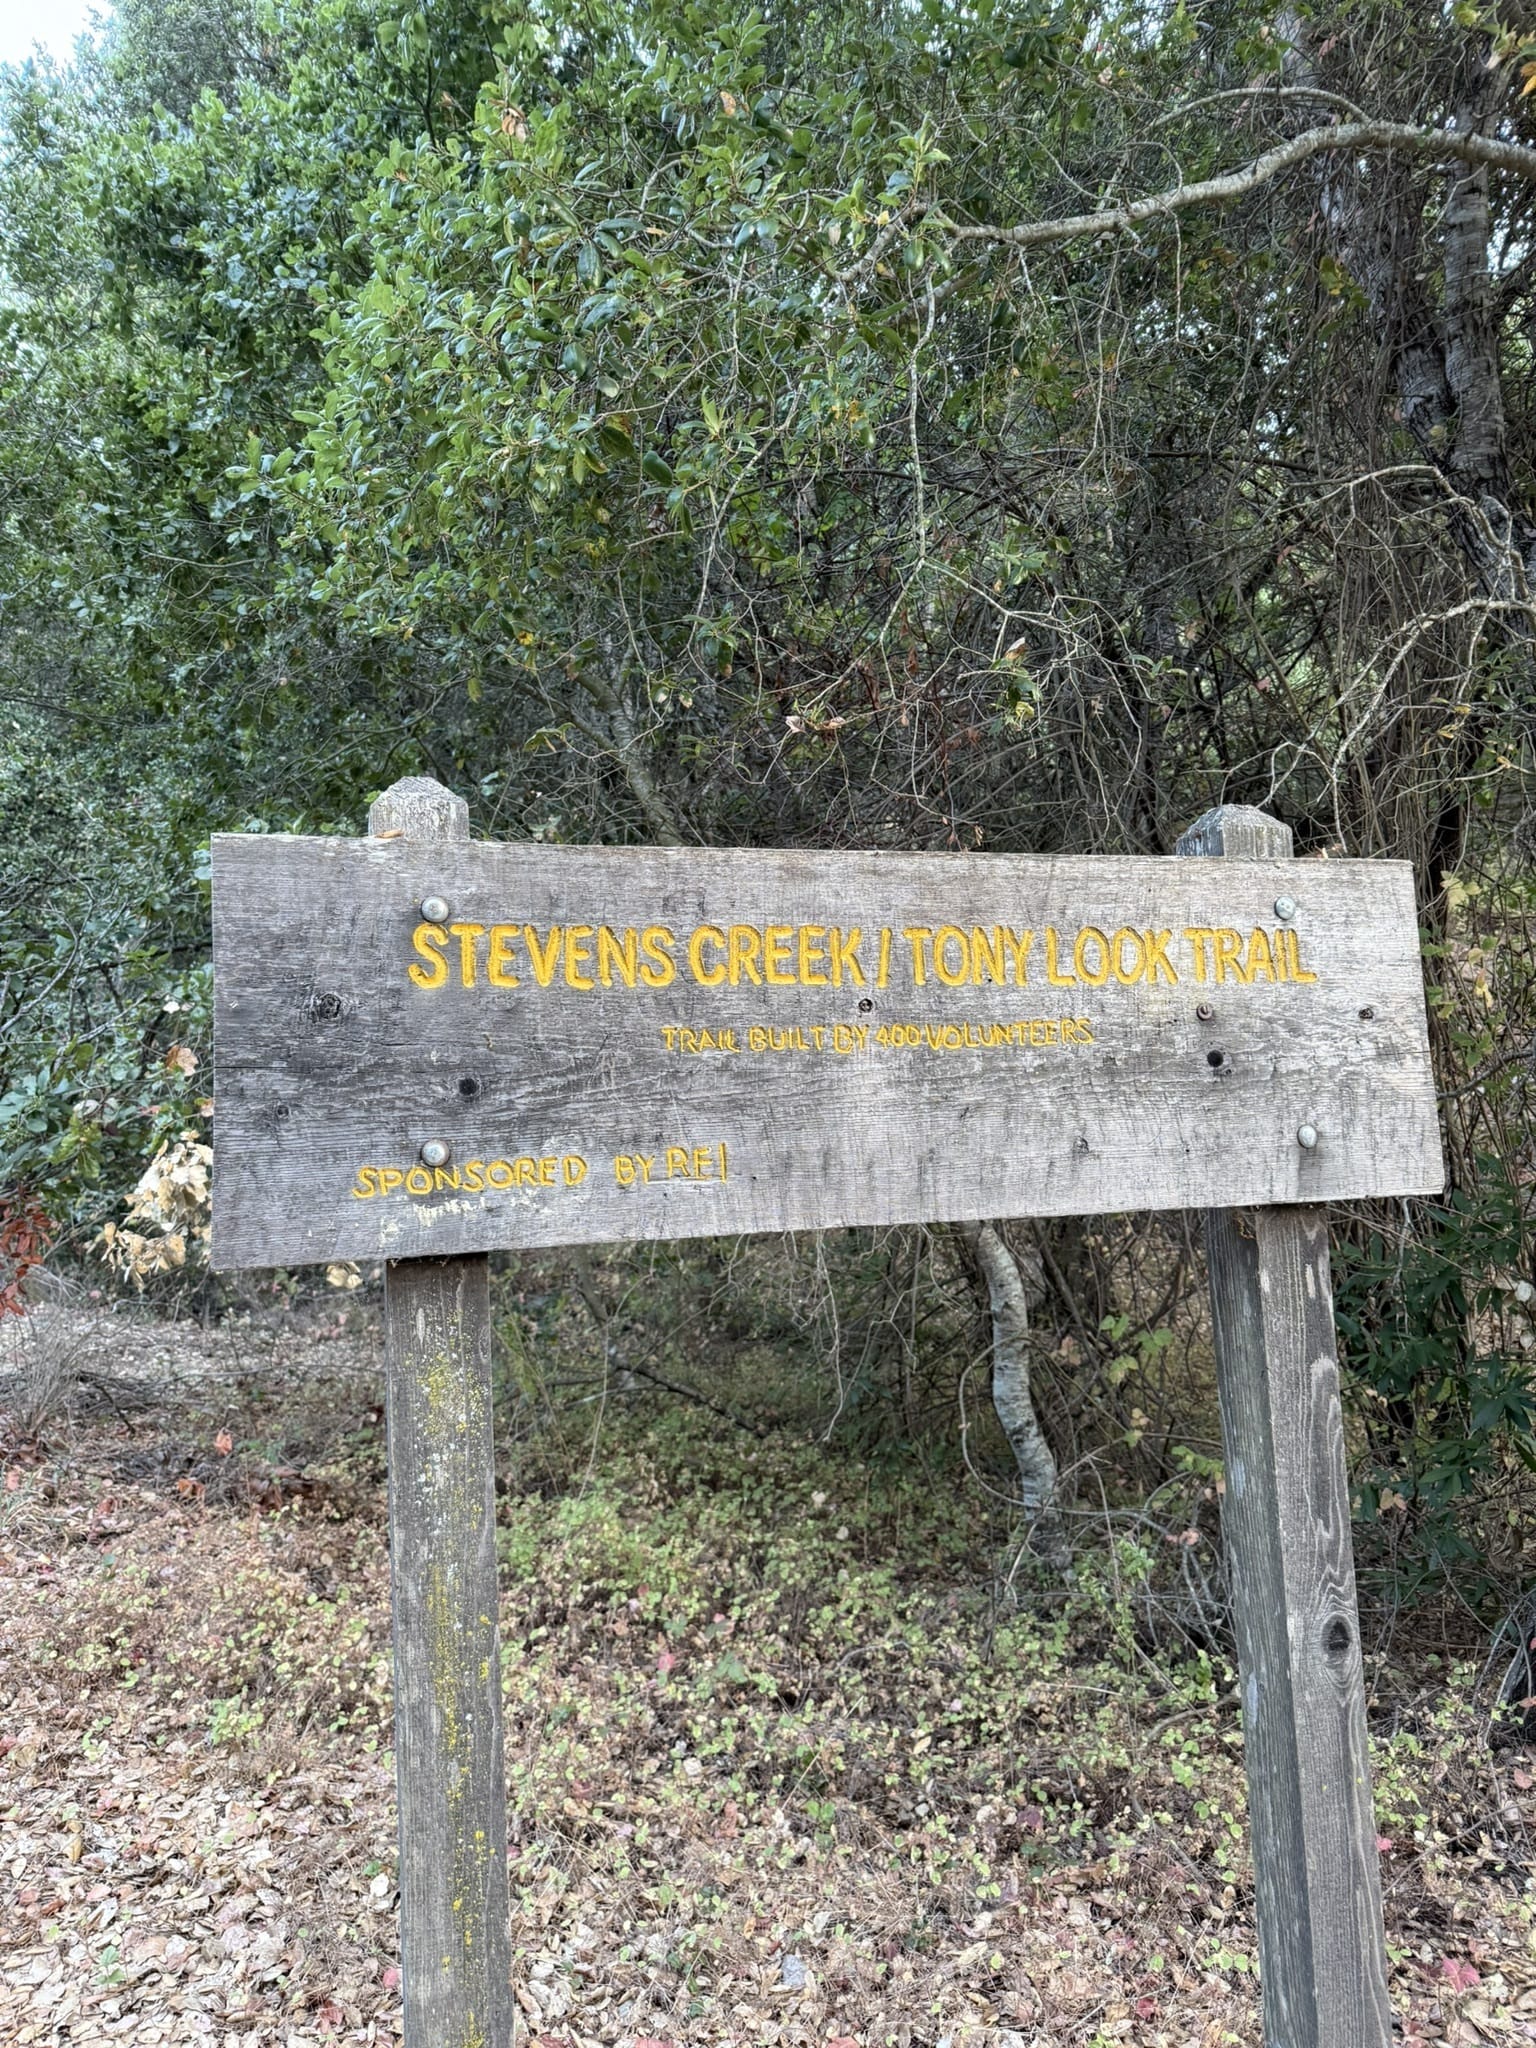 STEVENS CREEK / TONY LOOK TRAIL
TRAIL BUILT BY 400 VOLUNTEERS
SPONSORED BY REI